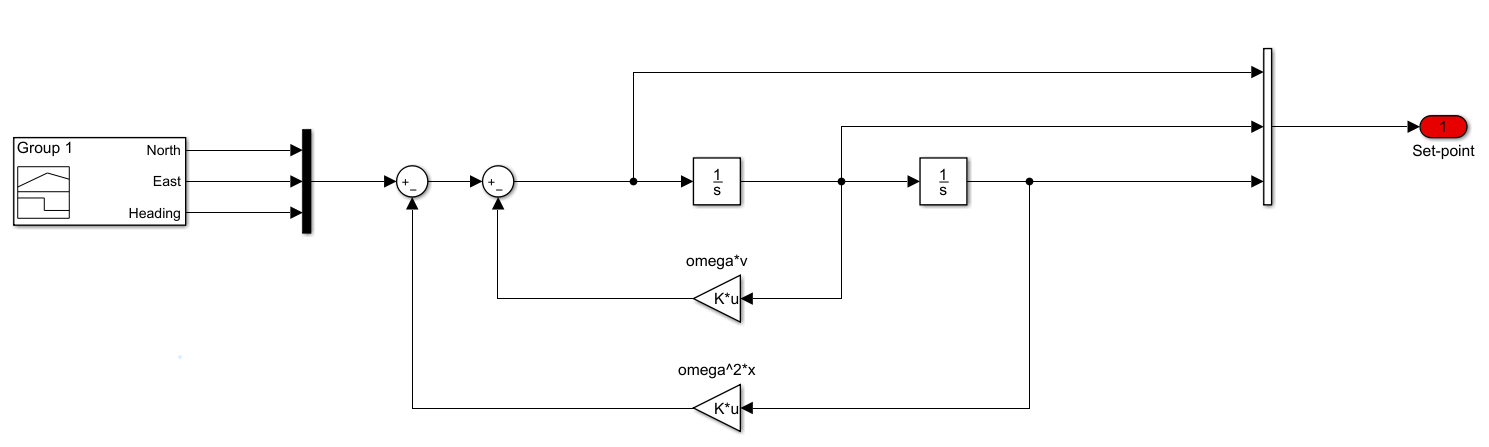 Group 1
North
East
Heading
+
−
+
−
1
s
1
s
1
Set-point
omega*v
K*u
omega^2*x
K*u